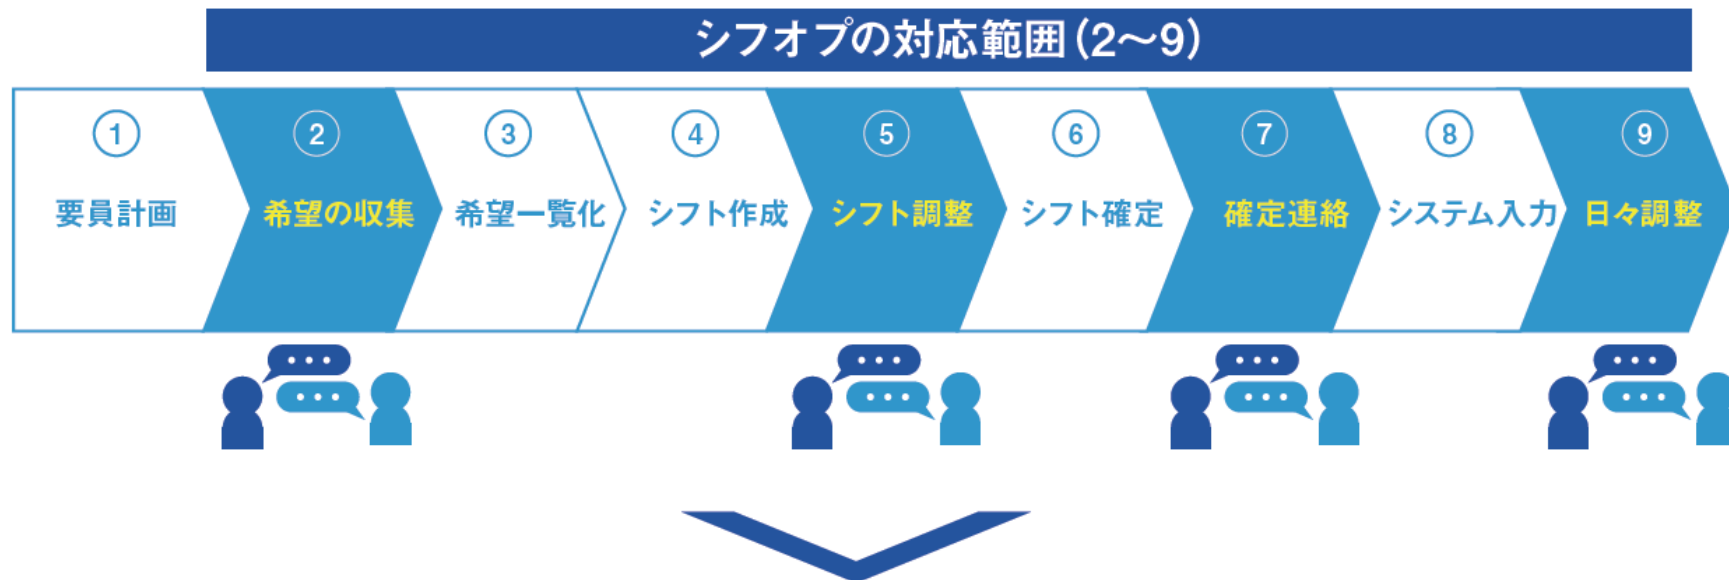 シフオプの対応範囲(2〜9)
1 2 3 4 5 6 7 8 9
要員計画 希望の収集 希望一覧化 シフト作成 シフト調整 シフト確定 確定連絡 システム入力 日々調整